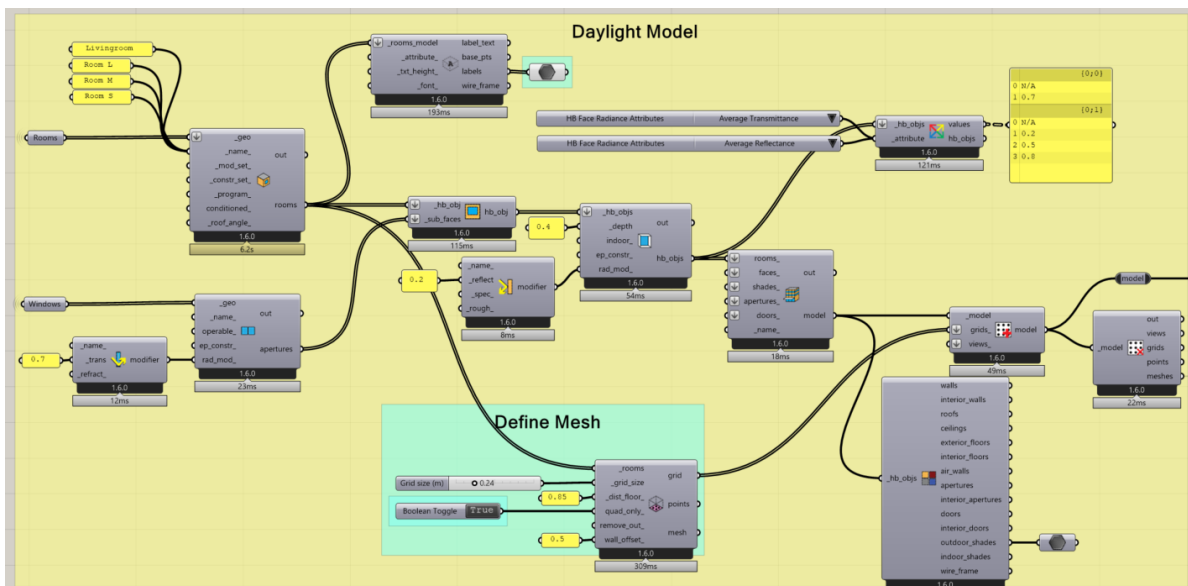 Daylight Model
Livingroom
Room L
Room M
Room S
Rooms
_geo
_name_
_mod_set_
_constr_set_
_program_
conditioned_
_roof_angle_
out
rooms
1.6.0
6.2s
_rooms_model
_attribute_
_txt_height_
_font_
label_text
base_pts
labels
wire_frame
1.6.0
193ms
HB Face Radiance Attributes Average Transmittance
HB Face Radiance Attributes Average Reflectance
_hb_objs
_attribute
values
hb_objs
1.6.0
121ms
{0;0}
0 N/A
1 0.7
{0;1}
0 N/A
1 0.2
2 0.5
3 0.8
_hb_obj
_sub_faces
hb_obj
1.6.0
115ms
0.4
_hb_objs
_depth
indoor_
ep_constr_
rad_mod_
out
hb_objs
1.6.0
54ms
0.2
_name_
_reflect
_spec_
_rough_
modifier
1.6.0
8ms
Windows
_geo
_name_
operable_
ep_constr_
rad_mod_
out
apertures
1.6.0
23ms
0.7
_name_
_trans
_refract_
modifier
1.6.0
12ms
rooms_
faces_
shades_
apertures_
doors_
_name_
out
model
1.6.0
18ms
_model
grids_
views_
model
1.6.0
49ms
model
_model
out
views
grids
points
meshes
1.6.0
22ms
Define Mesh
Grid size (m) 0.24
0.85
Boolean Toggle True
0.5
_rooms
_grid_size
_dist_floor_
quad_only_
remove_out_
wall_offset_
grid
points
mesh
1.6.0
309ms
_hb_objs
walls
interior_walls
roofs
ceilings
exterior_floors
interior_floors
air_walls
apertures
interior_apertures
doors
interior_doors
outdoor_shades
indoor_shades
wire_frame
1.6.0